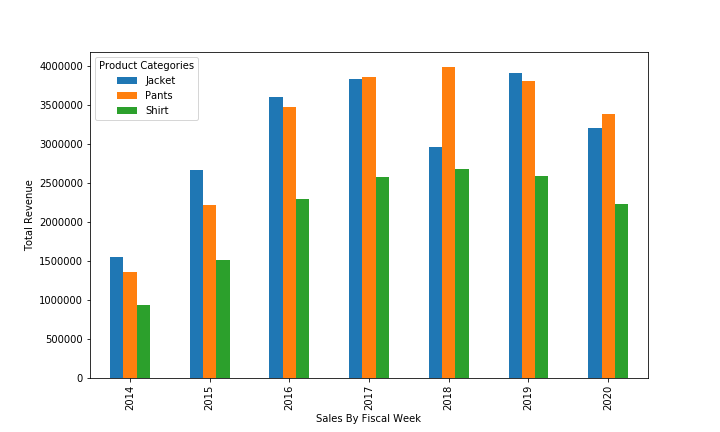 Product Categories
Jacket
Pants
Shirt
4000000
3500000
3000000
2500000
2000000
1500000
1000000
500000
0
Total Revenue
2014 2015 2016 2017 2018 2019 2020
Sales By Fiscal Week